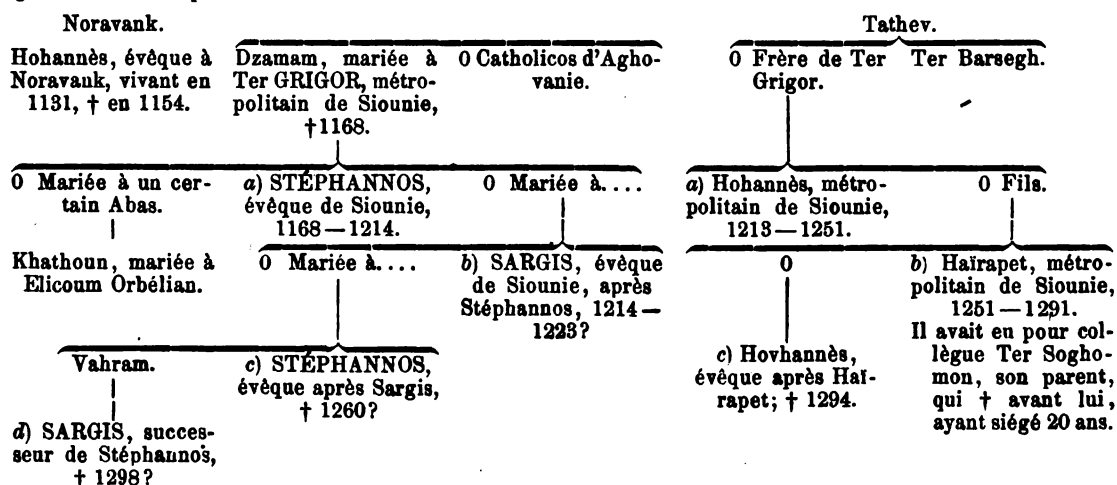 Noravank.
Hohannès, évêque à
Noravank, vivant en
1131, † en 1154.
Dzamam, mariée à
Ter GRIGOR, métro-
politain de Siounie,
†1168.
0 Catholicos d'Agho-
vanie.
0 Mariée à un cer-
tain Abas.
a) STÉPHANNOS,
évêque de Siounie,
1168—1214.
0 Mariée à....
Khathoun, mariée à
Elicoum Orbélian.
0 Mariée à....
b) SARGIS, évêque
de Siounie, après
Stéphannos, 1214—
1223?
Vahram.
c) STÉPHANNOS,
évêque après Sargis,
† 1260?
d) SARGIS, succes-
seur de Stéphannos,
† 1298?
Tathev.
0 Frère de Ter
Grigor.
Ter Barsegh.
a) Hohannès, métro-
politain de Siounie,
1213—1251.
0 Fils.
0
b) Haïrapet, métro-
politain de Siounie,
1251—1291.
Il avait eu pour col-
lègue Ter Sogho-
mon, son parent,
qui † avant lui,
ayant siégé 20 ans.
c) Hovhannès,
évêque après Haï-
rapet; † 1294.